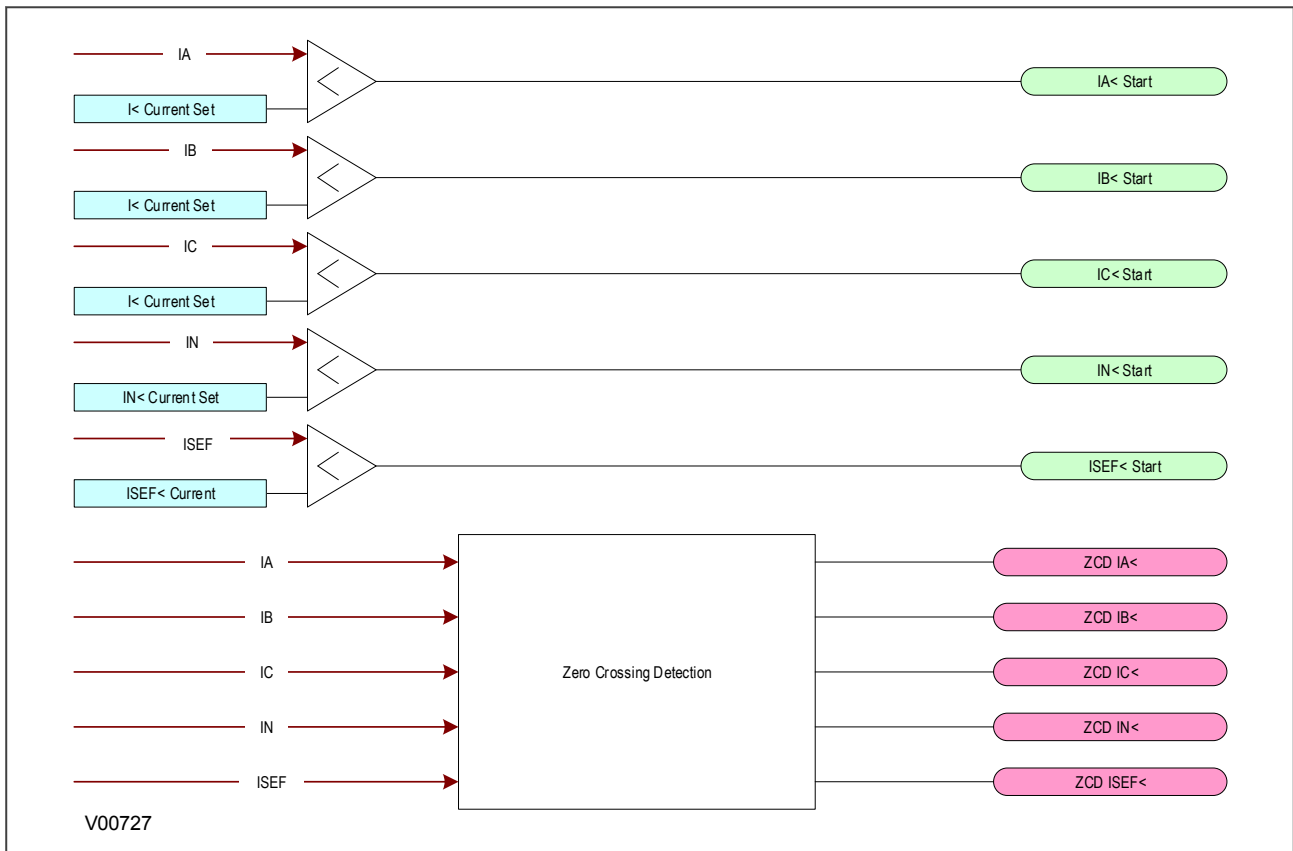 IA
I< Current Set
IA< Start
IB
I< Current Set
IB< Start
IC
I< Current Set
IC< Start
IN
IN< Current Set
IN< Start
ISEF
ISEF< Current
ISEF< Start
IA
IB
IC
IN
ISEF
Zero Crossing Detection
ZCD IA<
ZCD IB<
ZCD IC<
ZCD IN<
ZCD ISEF<
V00727